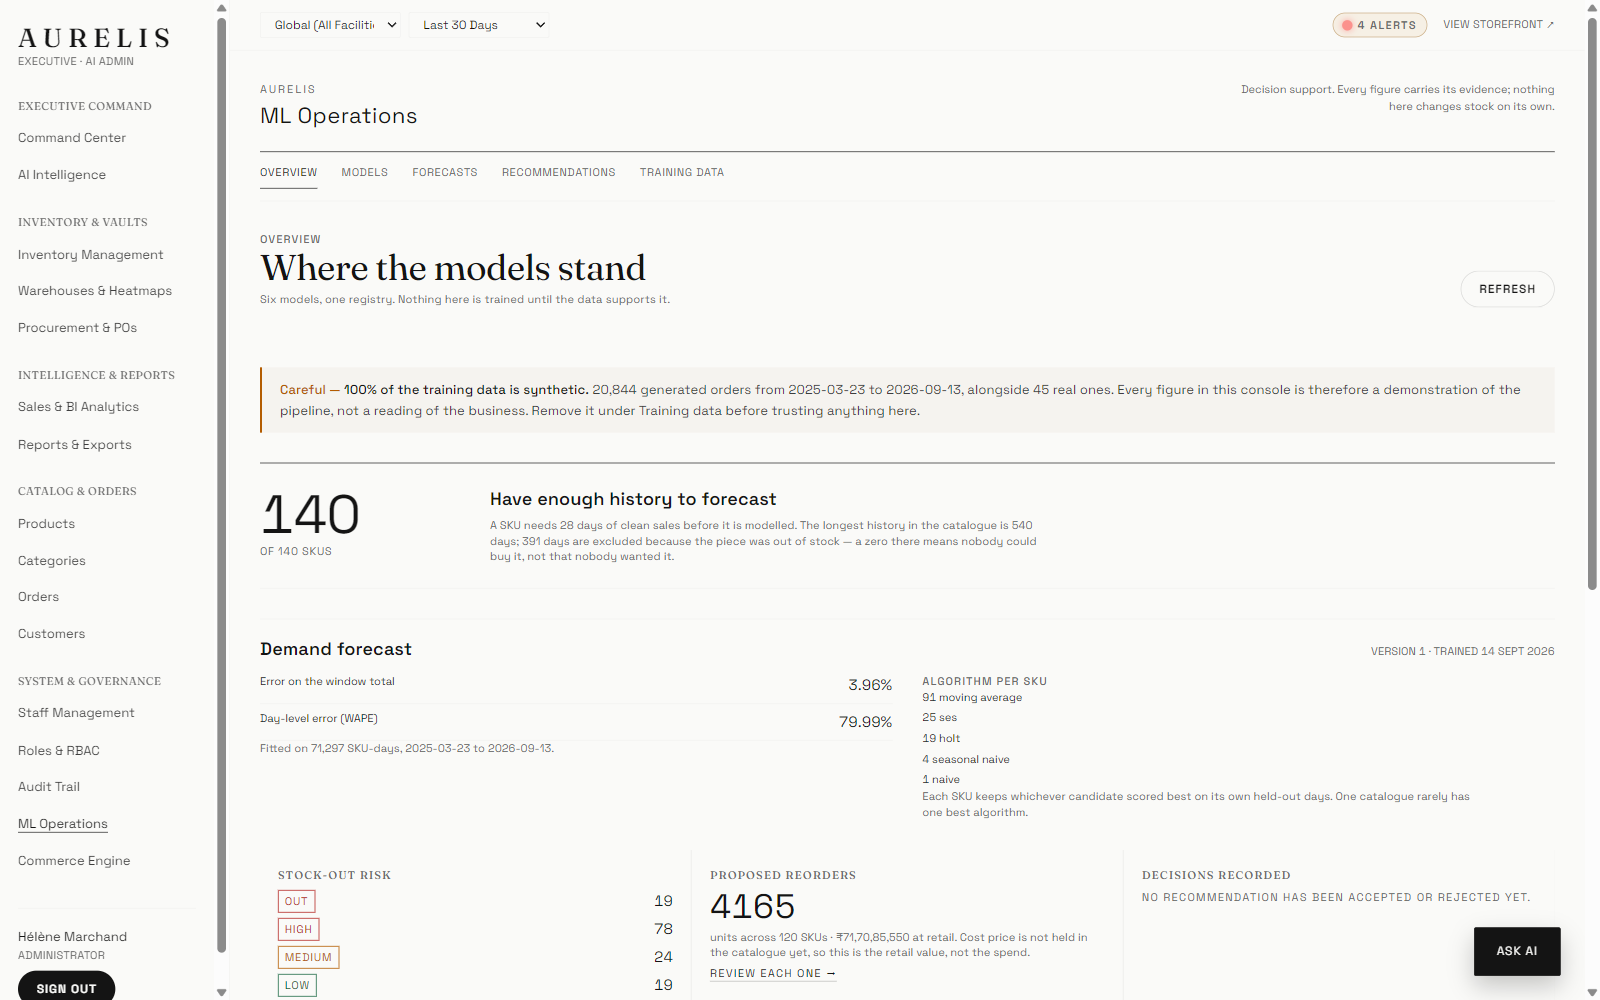 AURELIS
EXECUTIVE · AI ADMIN
EXECUTIVE COMMAND
Command Center
AI Intelligence
INVENTORY & VAULTS
Inventory Management
Warehouses & Heatmaps
Procurement & POs
INTELLIGENCE & REPORTS
Sales & BI Analytics
Reports & Exports
CATALOG & ORDERS
Products
Categories
Orders
Customers
SYSTEM & GOVERNANCE
Staff Management
Roles & RBAC
Audit Trail
ML Operations
Commerce Engine
Hélène Marchand
ADMINISTRATOR
SIGN OUT
Global (All Faciliti
Last 30 Days
4 ALERTS
VIEW STOREFRONT ↗
AURELIS
ML Operations
Decision support. Every figure carries its evidence; nothing
here changes stock on its own.
OVERVIEW
MODELS
FORECASTS
RECOMMENDATIONS
TRAINING DATA
OVERVIEW
Where the models stand
Six models, one registry. Nothing here is trained until the data supports it.
REFRESH
Careful — 100% of the training data is synthetic. 20,844 generated orders from 2025-03-23 to 2026-09-13, alongside 45 real ones. Every figure in this console is therefore a demonstration of the
pipeline, not a reading of the business. Remove it under Training data before trusting anything here.
140
OF 140 SKUS
Have enough history to forecast
A SKU needs 28 days of clean sales before it is modelled. The longest history in the catalogue is 540
days; 391 days are excluded because the piece was out of stock — a zero there means nobody could
buy it, not that nobody wanted it.
Demand forecast
VERSION 1 · TRAINED 14 SEPT 2026
Error on the window total
3.96%
Day-level error (WAPE)
79.99%
Fitted on 71,297 SKU-days, 2025-03-23 to 2026-09-13.
ALGORITHM PER SKU
91 moving average
25 ses
19 holt
4 seasonal naive
1 naive
Each SKU keeps whichever candidate scored best on its own held-out days. One catalogue rarely has
one best algorithm.
STOCK-OUT RISK
OUT
19
HIGH
78
MEDIUM
24
LOW
19
PROPOSED REORDERS
4165
units across 120 SKUs · ₹71,70,85,550 at retail. Cost price is not held in
the catalogue yet, so this is the retail value, not the spend.
REVIEW EACH ONE →
DECISIONS RECORDED
NO RECOMMENDATION HAS BEEN ACCEPTED OR REJECTED YET.
ASK AI